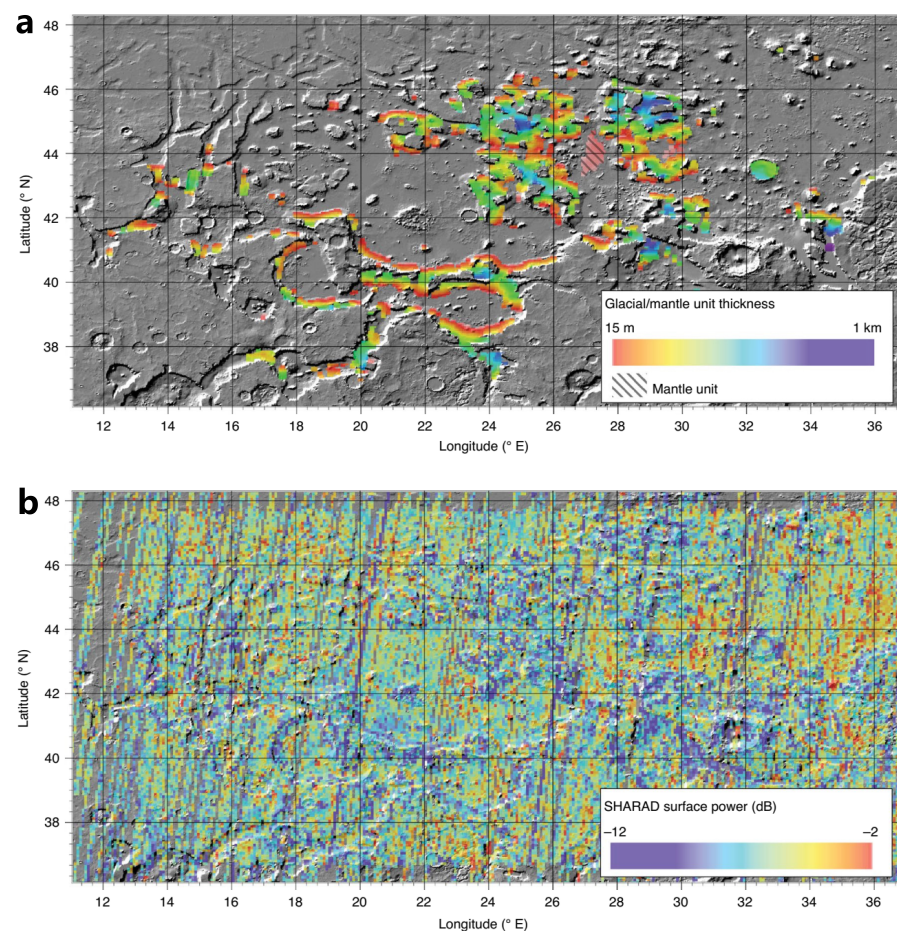 a
48
46
44
42
40
38
Latitude (° N)
Glacial/mantle unit thickness
15 m 1 km
Mantle unit
12 14 16 18 20 22 24 26 28 30 32 34 36
Longitude (° E)
b
48
46
44
42
40
38
Latitude (° N)
SHARAD surface power (dB)
–12 –2
12 14 16 18 20 22 24 26 28 30 32 34 36
Longitude (° E)